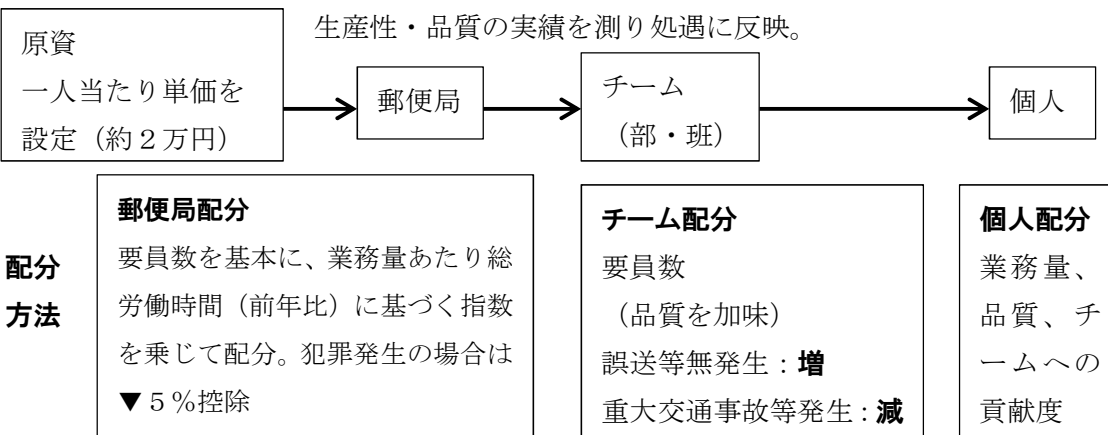 生産性・品質の実績を測り処遇に反映。
原資
一人当たり単価を
設定（約２万円）
郵便局
チーム
（部・班）
個人
配分
方法
郵便局配分
要員数を基本に、業務量あたり総
労働時間（前年比）に基づく指数
を乗じて配分。犯罪発生の場合は
▼５％控除
チーム配分
要員数
（品質を加味）
誤送等無発生：増
重大交通事故等発生：減
個人配分
業務量、
品質、チ
ームへの
貢献度